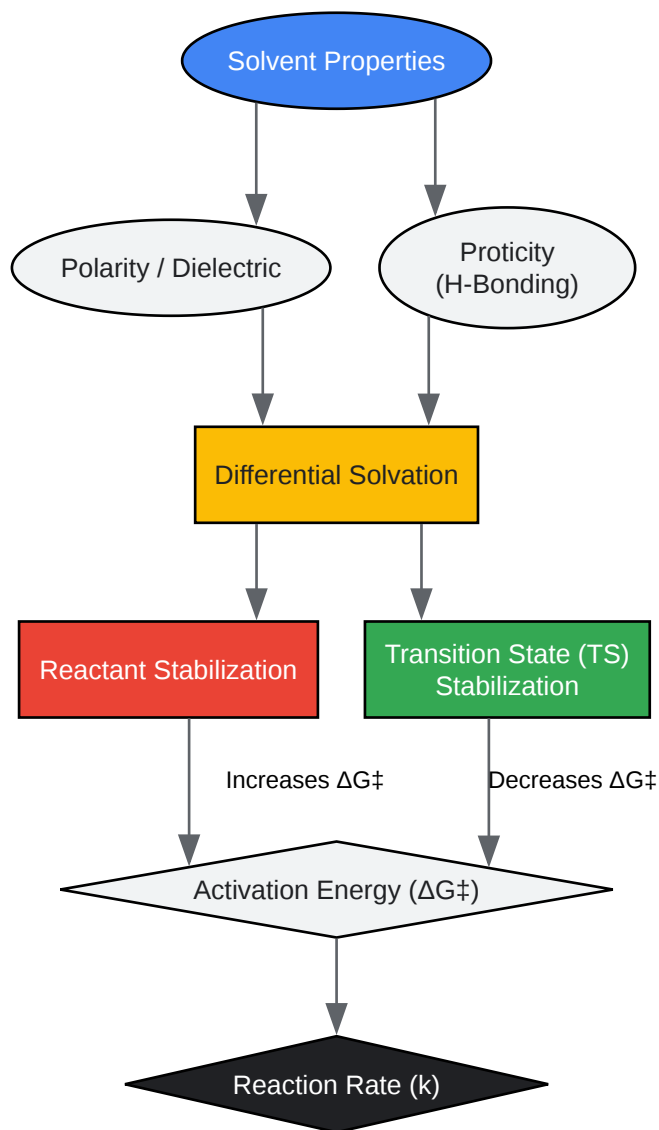 Solvent Properties
Polarity / Dielectric
Proticity
(H-Bonding)
Differential Solvation
Reactant Stabilization
Transition State (TS)
Stabilization
Increases ΔG‡
Decreases ΔG‡
Activation Energy (ΔG‡)
Reaction Rate (k)